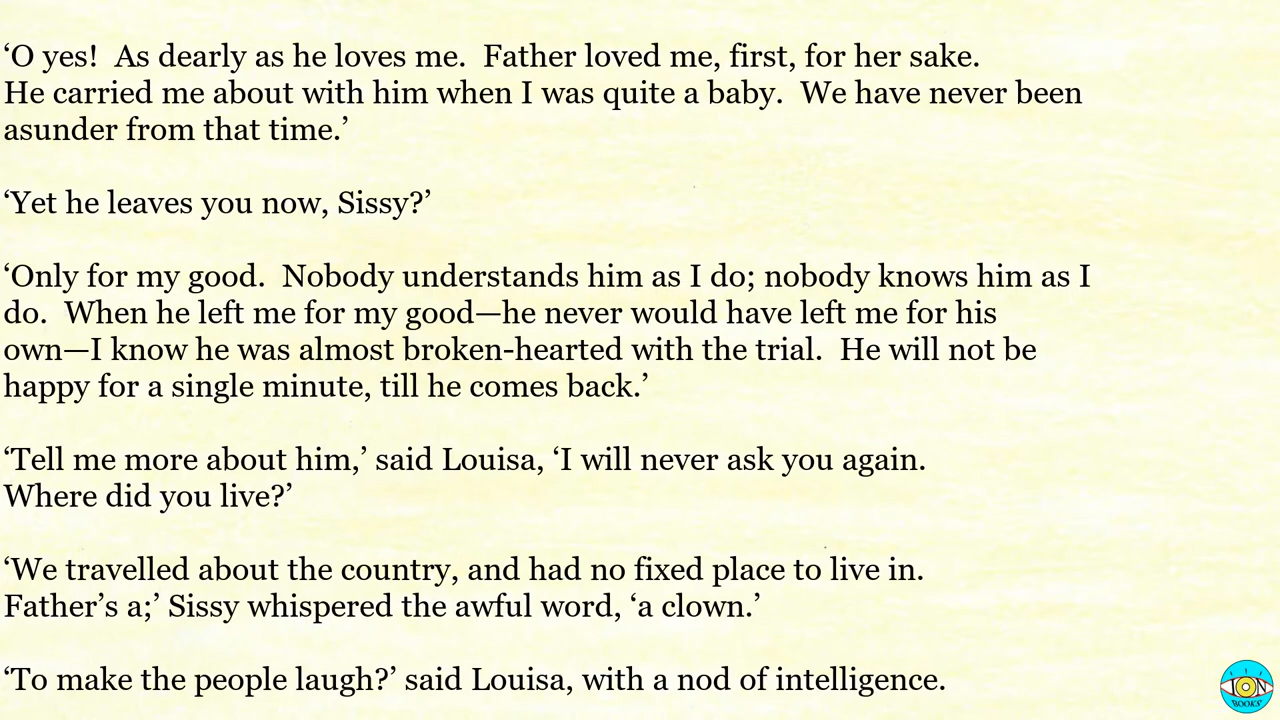 ‘O yes!  As dearly as he loves me.  Father loved me, first, for her sake.
He carried me about with him when I was quite a baby.  We have never been
asunder from that time.’
‘Yet he leaves you now, Sissy?’
‘Only for my good.  Nobody understands him as I do; nobody knows him as I
do.  When he left me for my good—he never would have left me for his
own—I know he was almost broken-hearted with the trial.  He will not be
happy for a single minute, till he comes back.’
‘Tell me more about him,’ said Louisa, ‘I will never ask you again.
Where did you live?’
‘We travelled about the country, and had no fixed place to live in.
Father’s a;’ Sissy whispered the awful word, ‘a clown.’
‘To make the people laugh?’ said Louisa, with a nod of intelligence.
ION
BOOKS